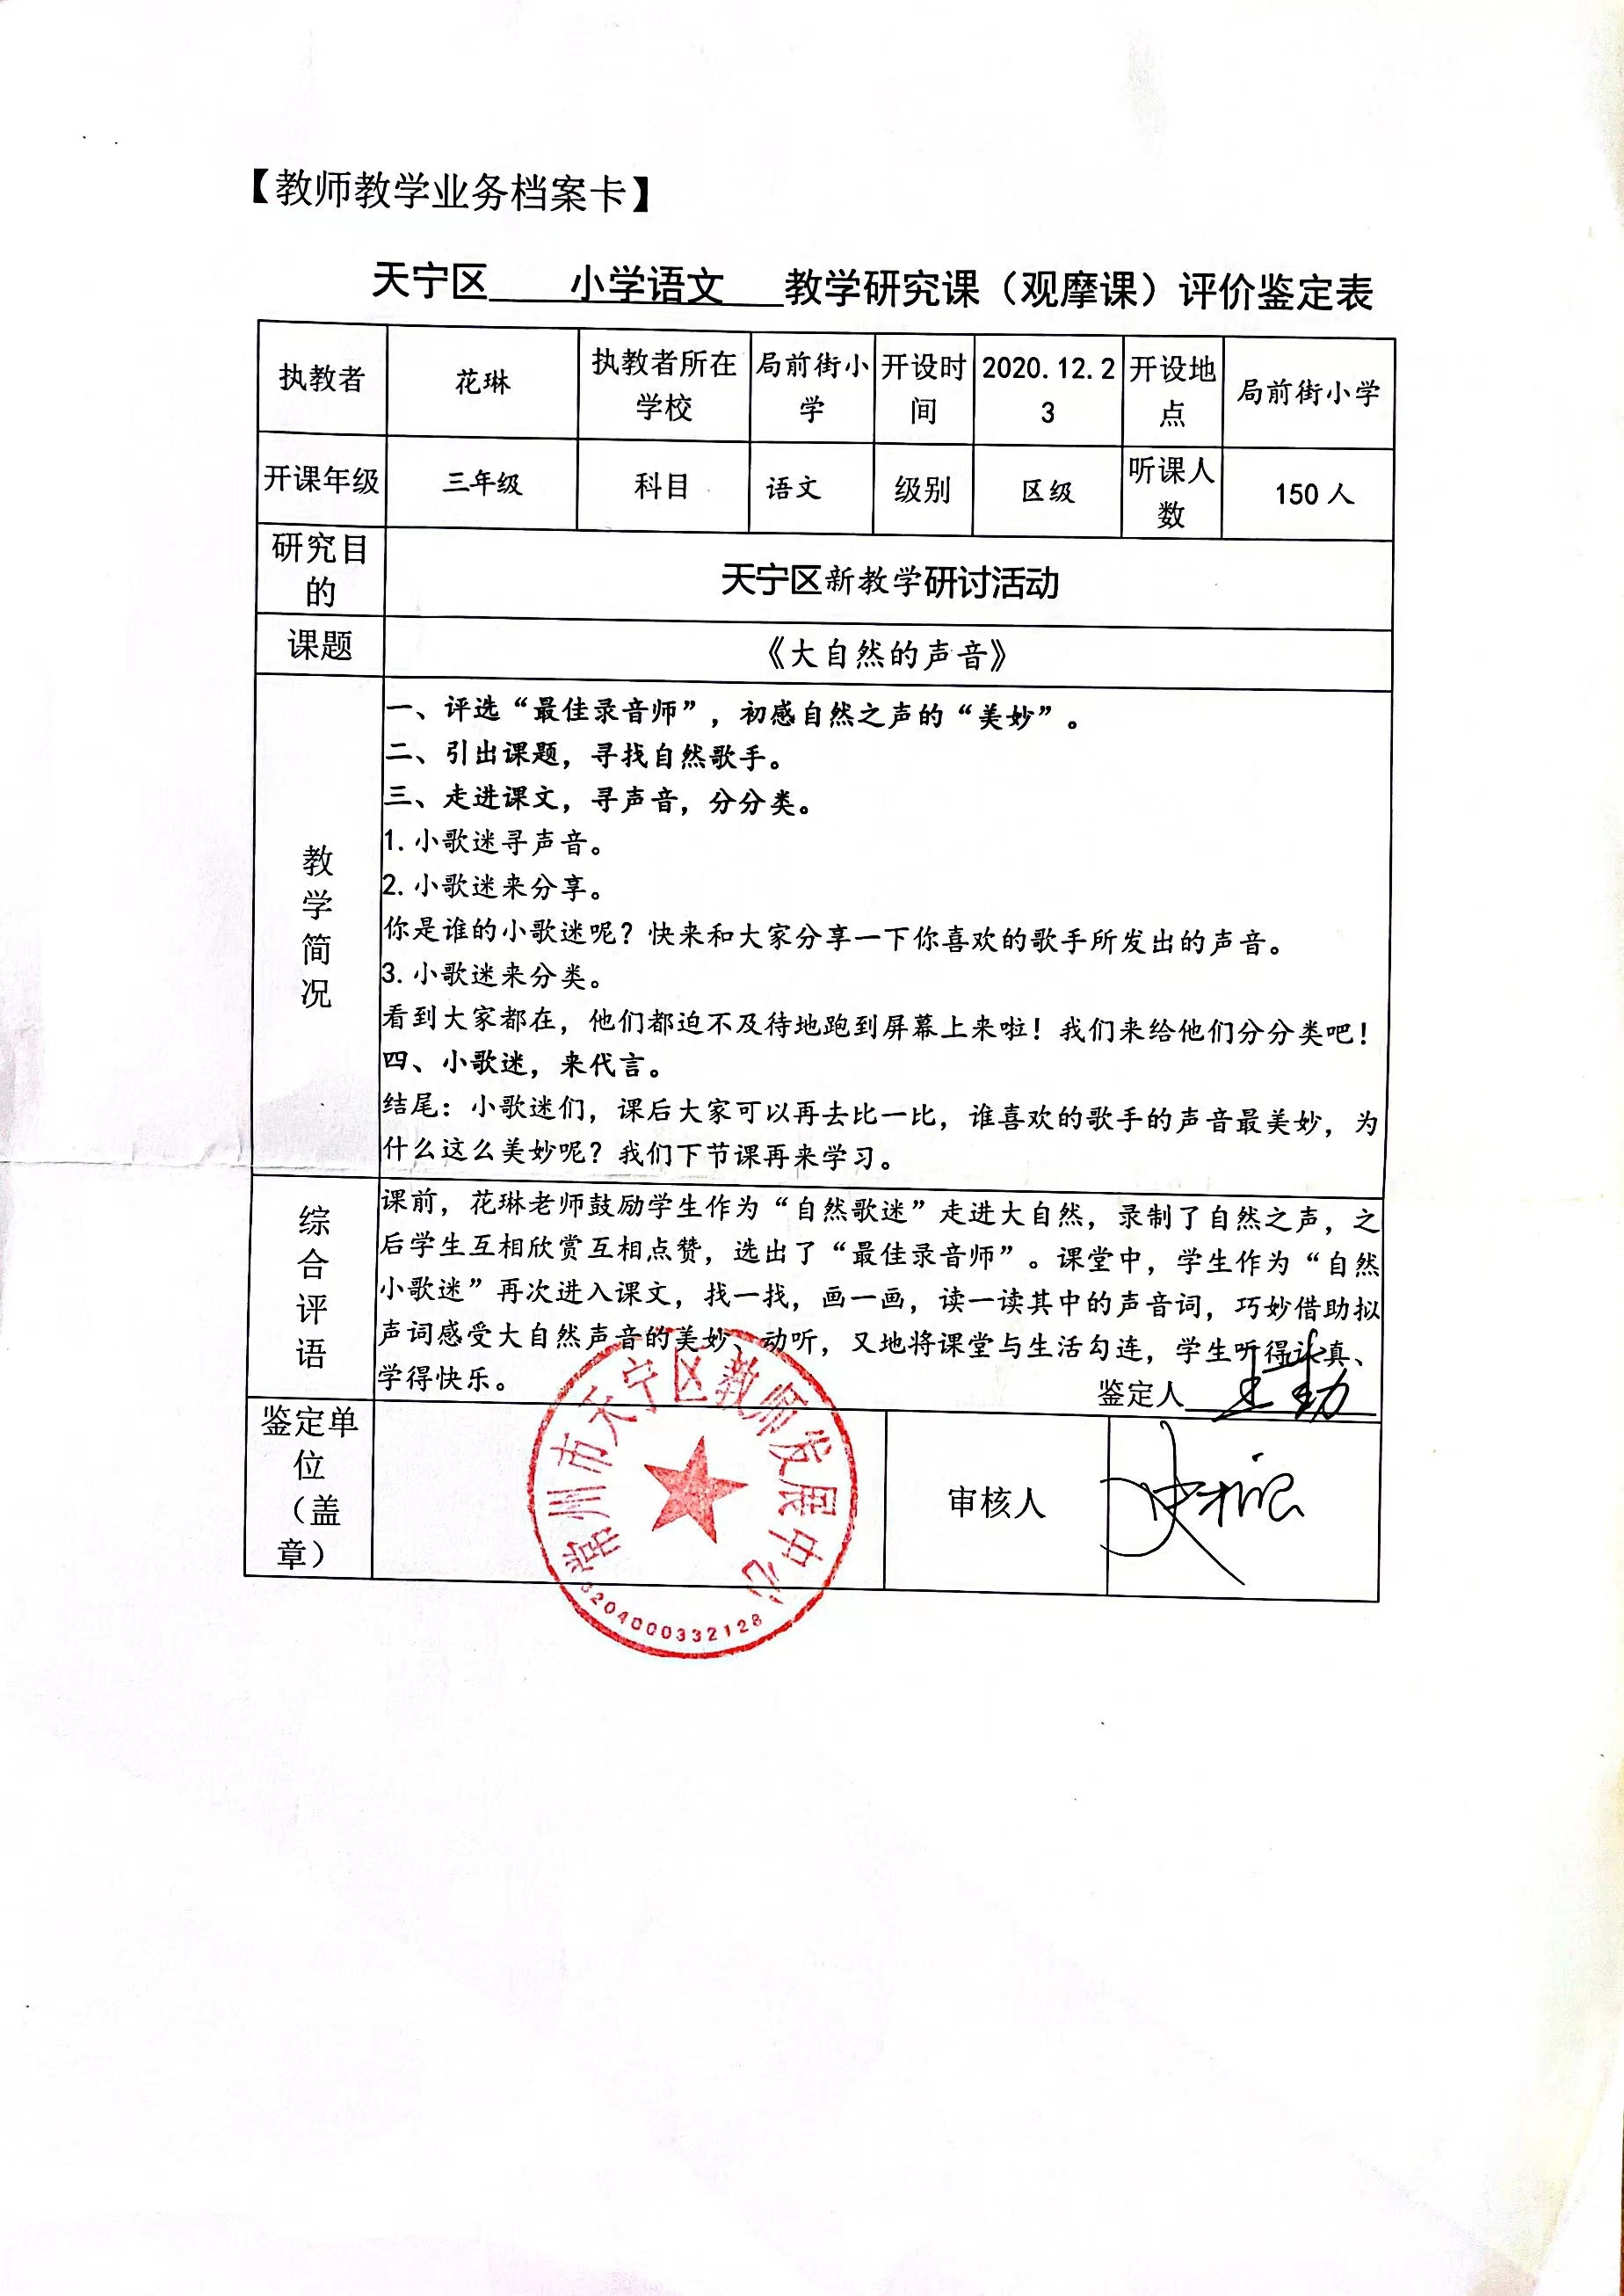 【教师教学业务档案卡】
天宁区 小学语文 教学研究课（观摩课）评价鉴定表
执教者 花琳 执教者所在学校 局前街小学 开设时间 2020.12.23 开设地点 局前街小学
开课年级 三年级 科目 语文 级别 区级 听课人数 150人
研究目的 天宁区新教学研讨活动
课题 《大自然的声音》
教学简况
一、评选“最佳录音师”，初感自然之声的“美妙”。
二、引出课题，寻找自然歌手。
三、走进课文，寻声音，分分类。
1.小歌迷寻声音。
2.小歌迷来分享。
你是谁的小歌迷呢？快来和大家分享一下你喜欢的歌手所发出的声音。
3.小歌迷来分类。
看到大家都在，他们都迫不及待地跑到屏幕上来啦！我们来给他们分分类吧！
四、小歌迷，来代言。
结尾：小歌迷们，课后大家可以再去比一比，谁喜欢的歌手的声音最美妙，为
什么这么美妙呢？我们下节课再来学习。
综合评语
课前，花琳老师鼓励学生作为“自然歌迷”走进大自然，录制了自然之声，之
后学生互相欣赏互相点赞，选出了“最佳录音师”。课堂中，学生作为“自然
小歌迷”再次进入课文，找一找，画一画，读一读其中的声音词，巧妙借助拟
声词感受大自然声音的美妙、动听，又地将课堂与生活勾连，学生听得认真、
学得快乐。
鉴定人
鉴定单位（盖章）
审核人
常州市天宁区教师发展中心
3204000332128